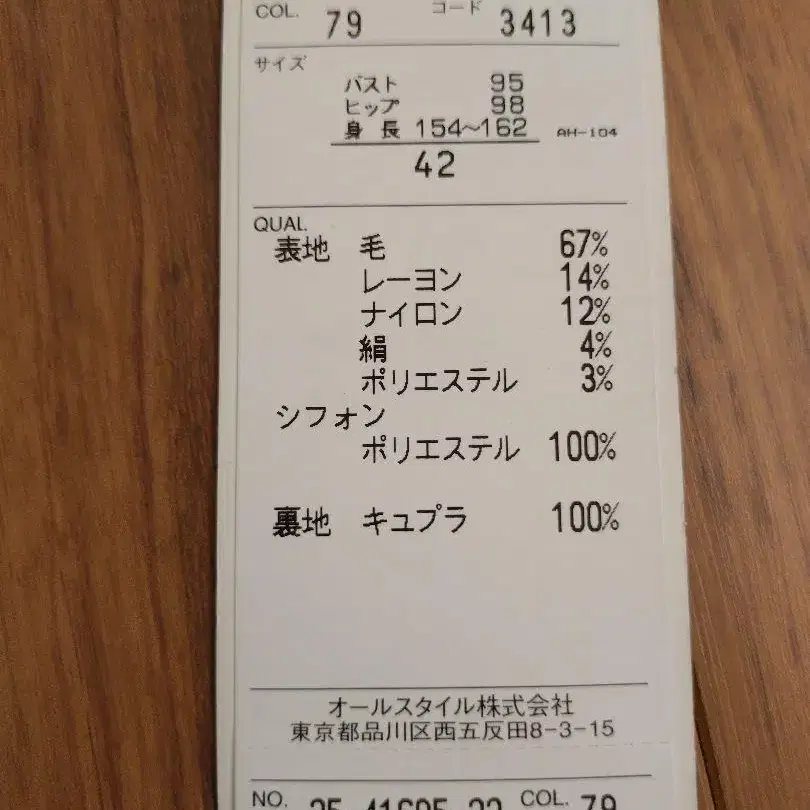 COL. 79 コード 3413
サイズ
バスト 95
ヒップ 98
身 長 154~162 AH-104
42
QUAL.
表地 毛 67%
レーヨン 14%
ナイロン 12%
絹 4%
ポリエステル 3%
シフォン
ポリエステル 100%
裏地 キュプラ 100%
オールスタイル株式会社
東京都品川区西五反田8-3-15
NO. COL. 79